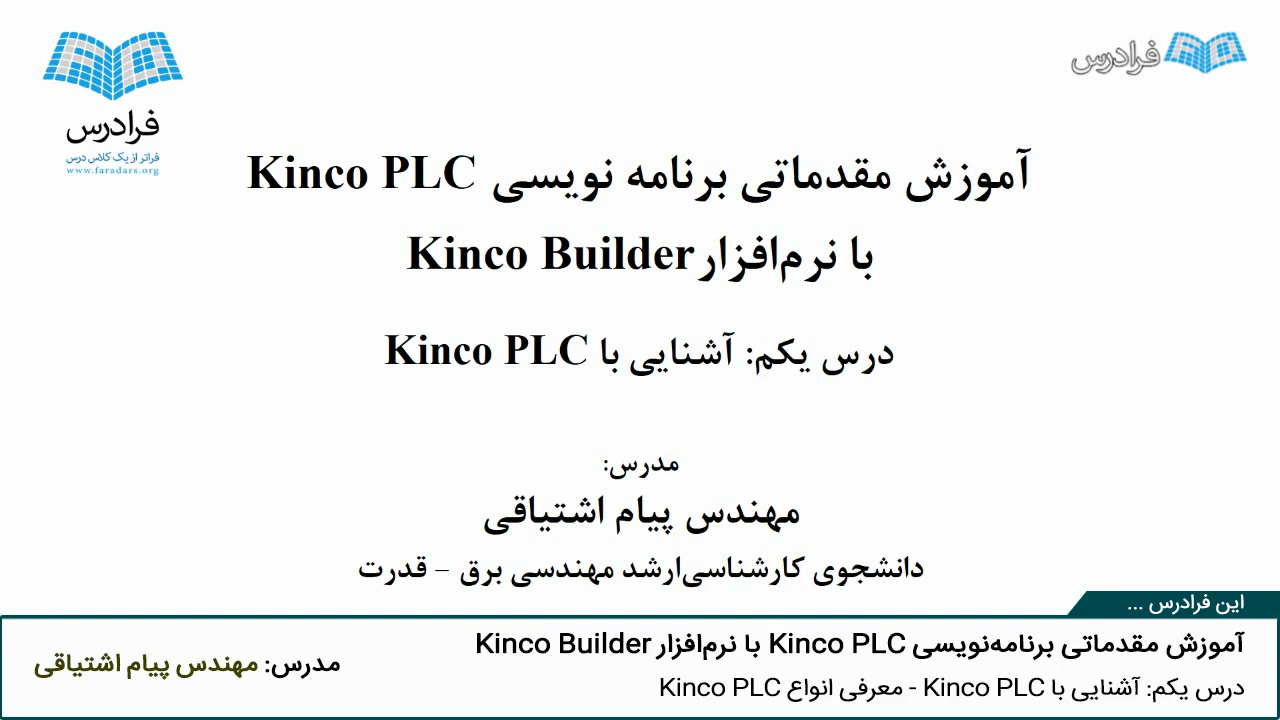 فرادرس
فرادرس
فراتر از یک کلاس درس
www.faradars.org
آموزش مقدماتی برنامه نویسی Kinco PLC
با نرم‌افزار Kinco Builder
درس یکم: آشنایی با Kinco PLC
مدرس:
مهندس پیام اشتیاقی
دانشجوی کارشناسی‌ارشد مهندسی برق – قدرت
این فرادرس ...
آموزش مقدماتی برنامه‌نویسی Kinco PLC با نرم‌افزار Kinco Builder
درس یکم: آشنایی با Kinco PLC - معرفی انواع Kinco PLC
مدرس: مهندس پیام اشتیاقی